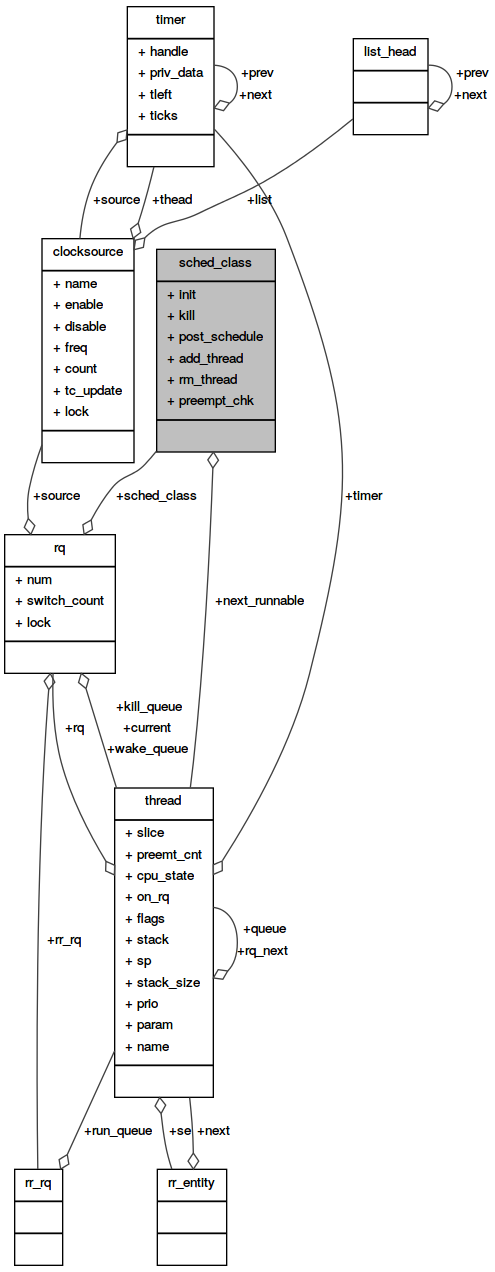 timer
+ handle
+ priv_data
+ tleft
+ ticks
list_head
+prev
+next
+prev
+next
+source
+thead
+list
clocksource
+ name
+ enable
+ disable
+ freq
+ count
+ tc_update
+ lock
sched_class
+ init
+ kill
+ post_schedule
+ add_thread
+ rm_thread
+ preempt_chk
+source
+sched_class
+timer
rq
+ num
+ switch_count
+ lock
+next_runnable
+rq
+kill_queue
+current
+wake_queue
thread
+ slice
+ preemt_cnt
+ cpu_state
+ on_rq
+ flags
+ stack
+ sp
+ stack_size
+ prio
+ param
+ name
+queue
+rq_next
+rr_rq
+run_queue
+se
+next
rr_rq
rr_entity